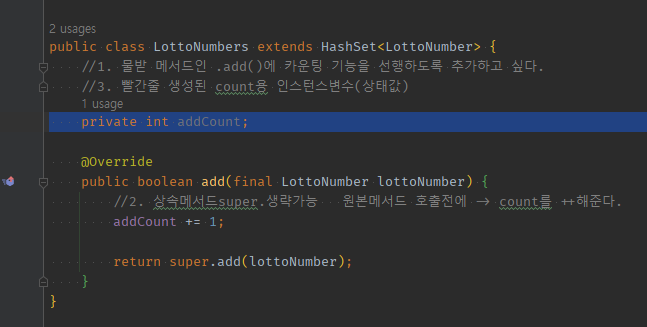 2 usages
public class LottoNumbers extends HashSet<LottoNumber> {
//1. 물받 메서드인 .add()에 카운팅 기능을 선행하도록 추가하고 싶다.
//3. 빨간줄 생성된 count용 인스턴스변수(상태값)
1 usage
private int addCount;
@Override
public boolean add(final LottoNumber lottoNumber) {
//2. 상속메서드super.생략가능 원본메서드 호출전에 -> count를 ++해준다.
addCount += 1;
return super.add(lottoNumber);
}
}